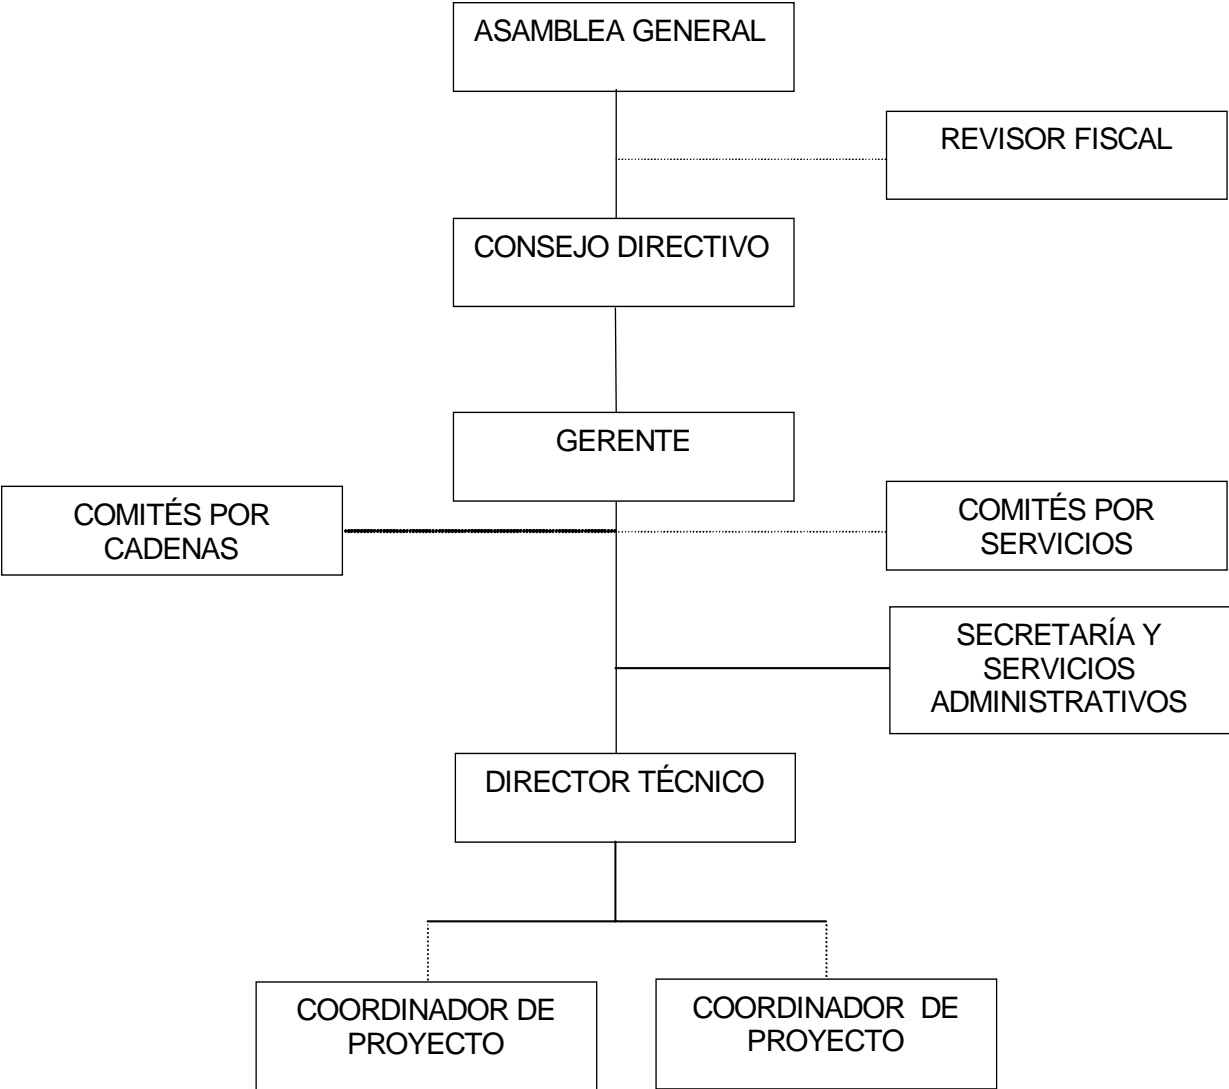 ASAMBLEA GENERAL
REVISOR FISCAL
CONSEJO DIRECTIVO
GERENTE
COMITÉS POR
CADENAS
COMITÉS POR
SERVICIOS
SECRETARÍA Y
SERVICIOS
ADMINISTRATIVOS
DIRECTOR TÉCNICO
COORDINADOR DE
PROYECTO
COORDINADOR DE
PROYECTO